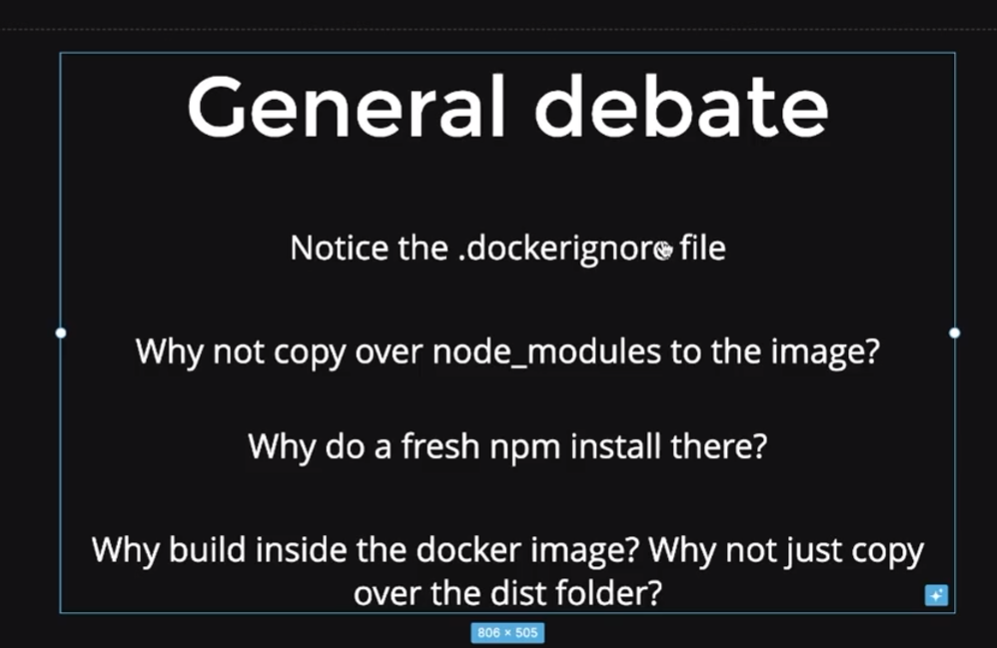 General debate
Notice the .dockerignore file
Why not copy over node_modules to the image?
Why do a fresh npm install there?
Why build inside the docker image? Why not just copy
over the dist folder?
806 × 505